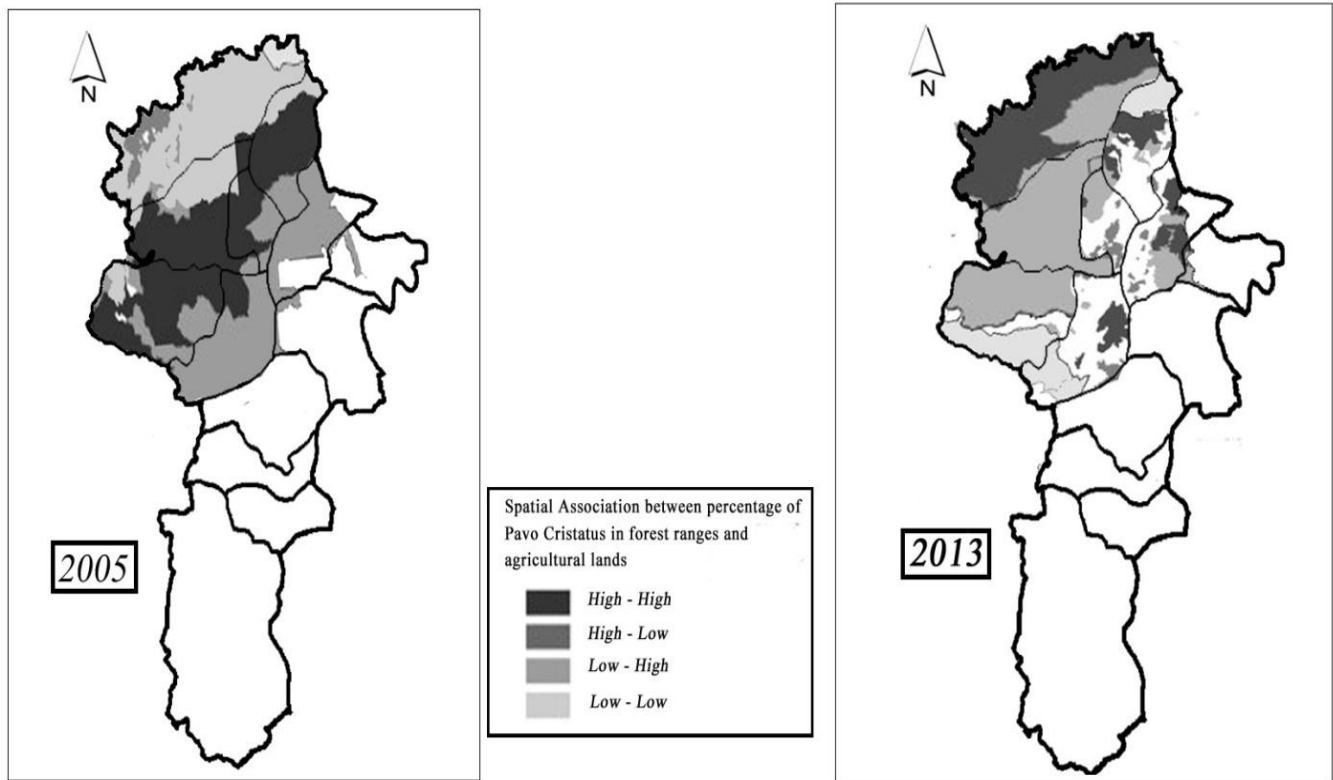 N
2005
Spatial Association between percentage of
Pavo Cristatus in forest ranges and
agricultural lands
High - High
High - Low
Low - High
Low - Low
N
2013